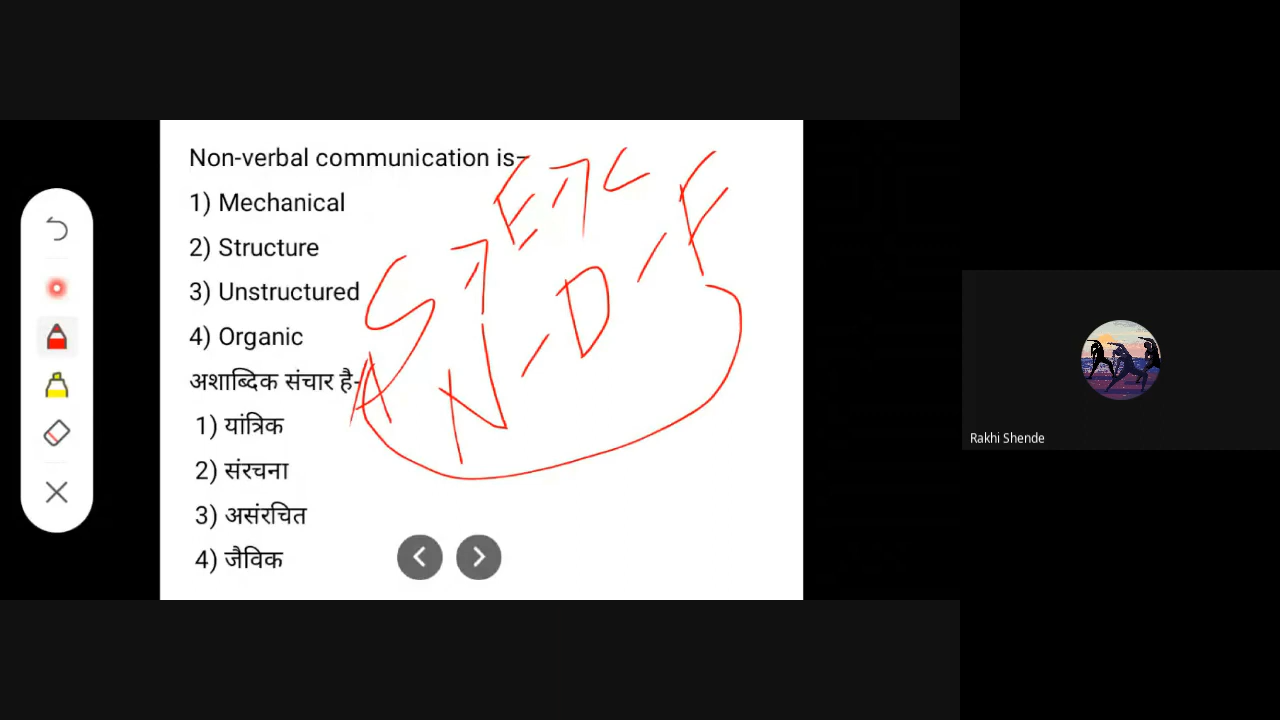 Non-verbal communication is-
1) Mechanical
2) Structure
3) Unstructured
4) Organic
अशाब्दिक संचार है-
1) यांत्रिक
2) संरचना
3) असंरचित
4) जैविक
S E C
N - D - F
A
Rakhi Shende